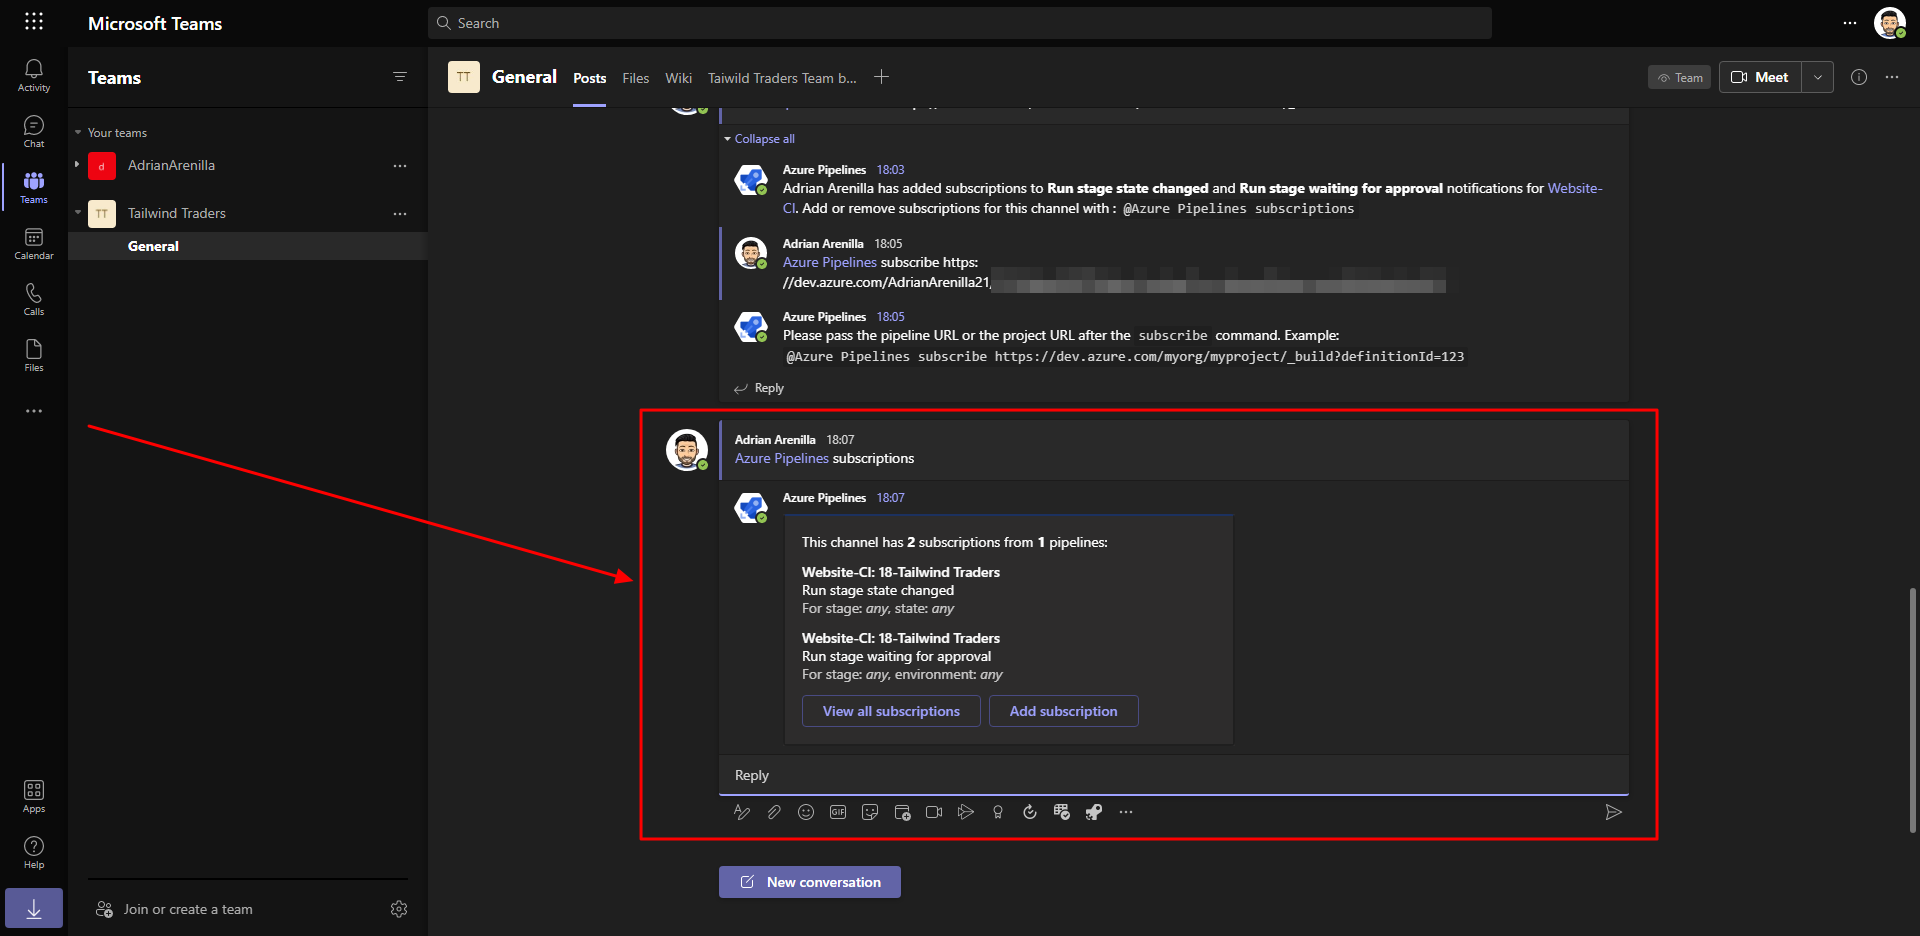 Microsoft Teams
Search
Activity
Chat
Teams
Calendar
Calls
Files
Apps
Help
Teams
Your teams
d AdrianArenilla
TT Tailwind Traders
General
Join or create a team
TT General Posts Files Wiki Taiwild Traders Team b...
Team Meet
Collapse all
Azure Pipelines 18:03
Adrian Arenilla has added subscriptions to Run stage state changed and Run stage waiting for approval notifications for Website-
CI. Add or remove subscriptions for this channel with : @Azure Pipelines subscriptions
Adrian Arenilla 18:05
Azure Pipelines subscribe https:
//dev.azure.com/AdrianArenilla21/
Azure Pipelines 18:05
Please pass the pipeline URL or the project URL after the subscribe command. Example:
@Azure Pipelines subscribe https://dev.azure.com/myorg/myproject/_build?definitionId=123
Reply
Adrian Arenilla 18:07
Azure Pipelines subscriptions
Azure Pipelines 18:07
This channel has 2 subscriptions from 1 pipelines:
Website-CI: 18-Tailwind Traders
Run stage state changed
For stage: any, state: any
Website-CI: 18-Tailwind Traders
Run stage waiting for approval
For stage: any, environment: any
View all subscriptions Add subscription
Reply
GIF
New conversation